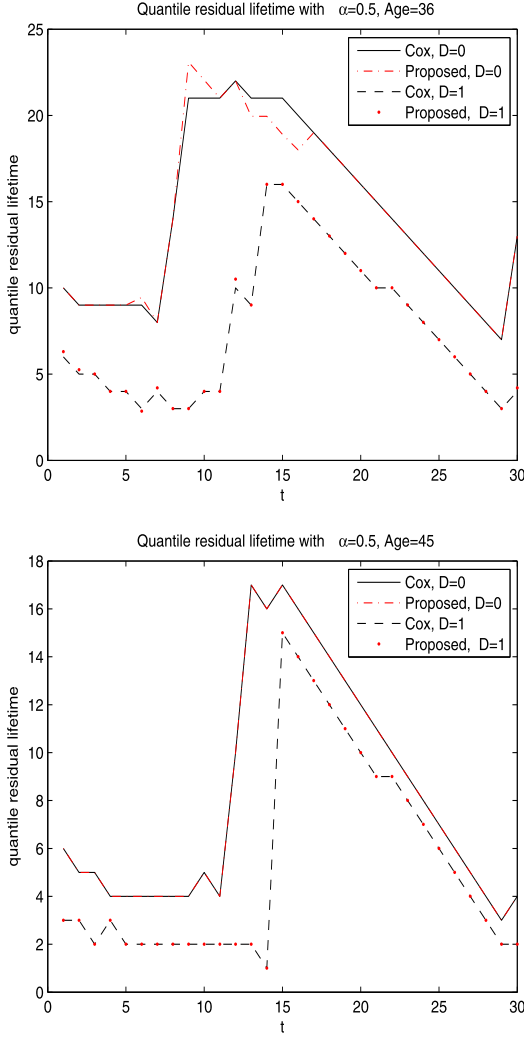 Quantile residual lifetime with α=0.5, Age=36
25
20
15
10
5
0
quantile residual lifetime
Cox, D=0
Proposed, D=0
Cox, D=1
Proposed, D=1
0 5 10 15 20 25 30
t
Quantile residual lifetime with α=0.5, Age=45
18
16
14
12
10
8
6
4
2
0
quantile residual lifetime
Cox, D=0
Proposed, D=0
Cox, D=1
Proposed, D=1
0 5 10 15 20 25 30
t